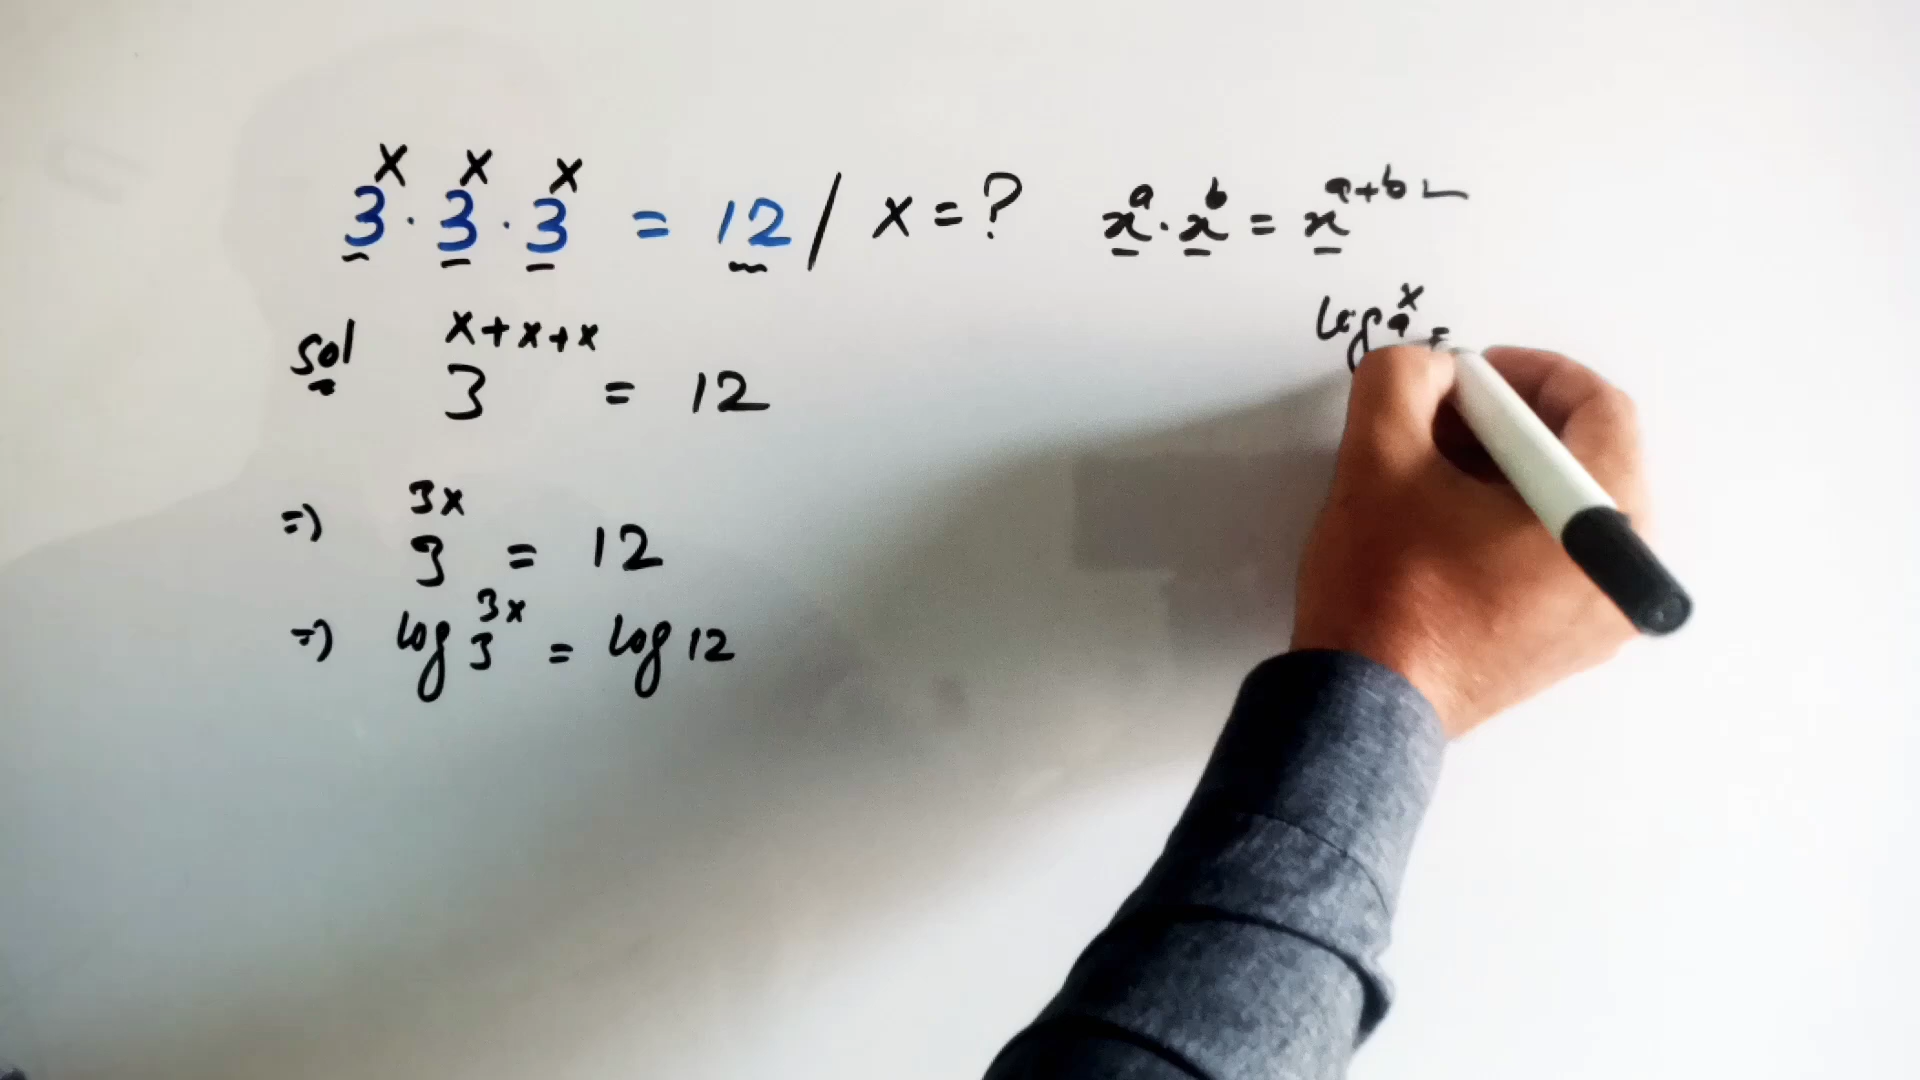 3^x · 3^x · 3^x = 12 / x = ? x^a · x^b = x^(a+b)
log a^x =
sol 3^(x+x+x) = 12
=) 3^(3x) = 12
=) log 3^(3x) = log 12